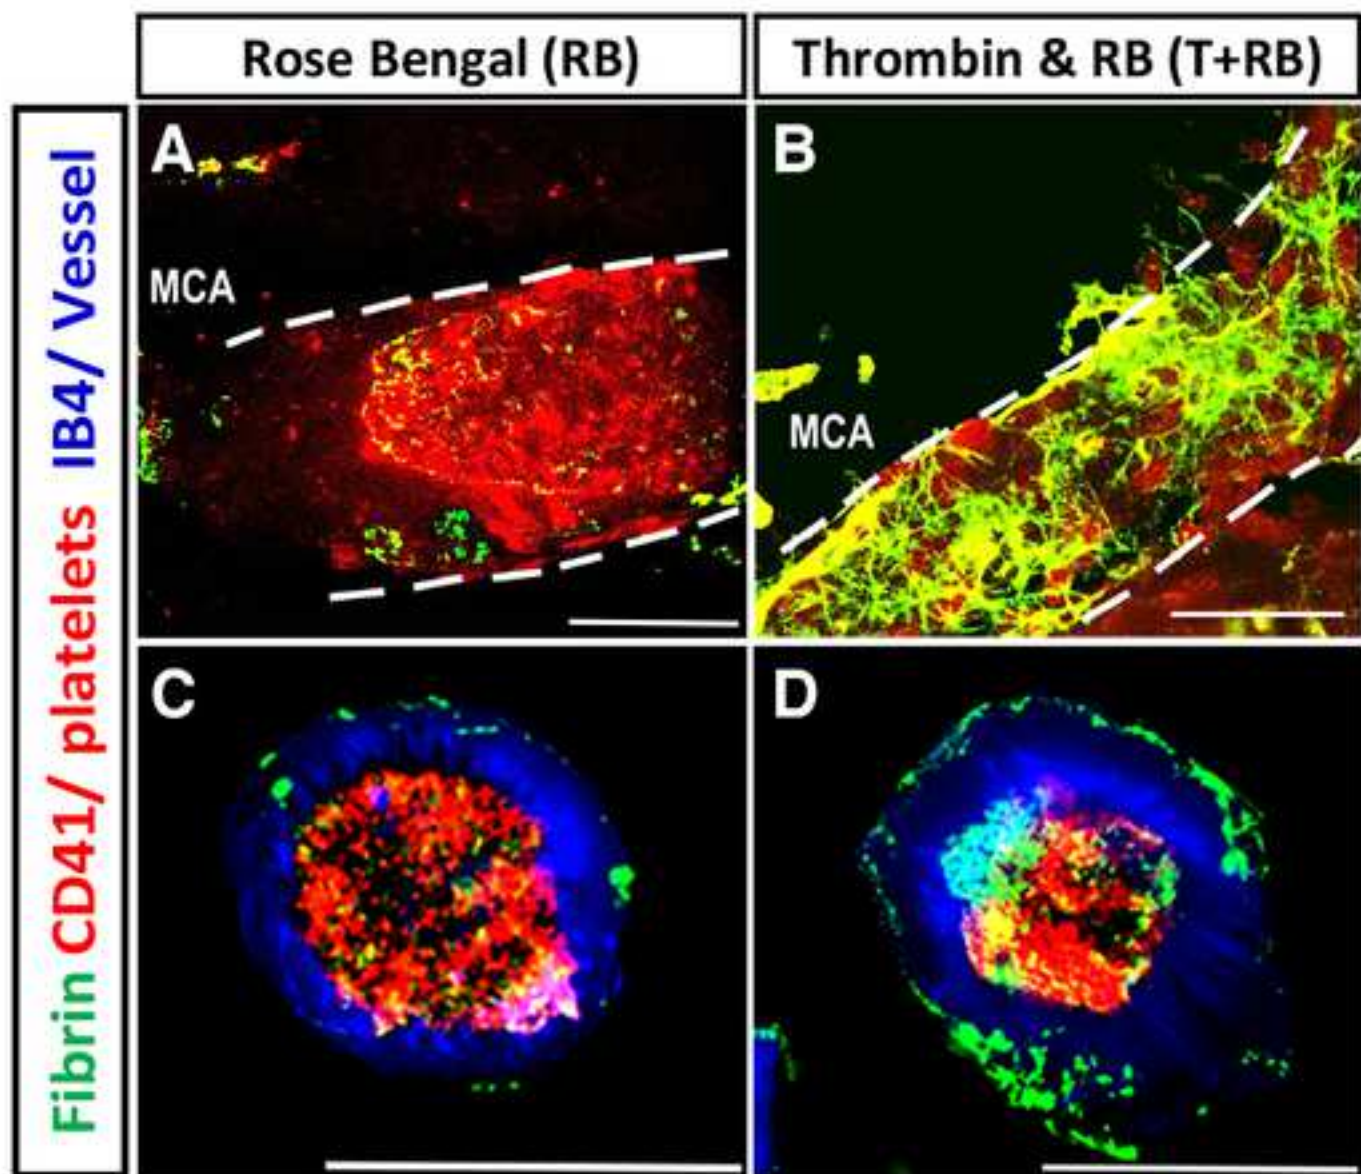 Rose Bengal (RB)
Thrombin & RB (T+RB)
Fibrin CD41/ platelets IB4/ Vessel
A
MCA
B
MCA
C
D